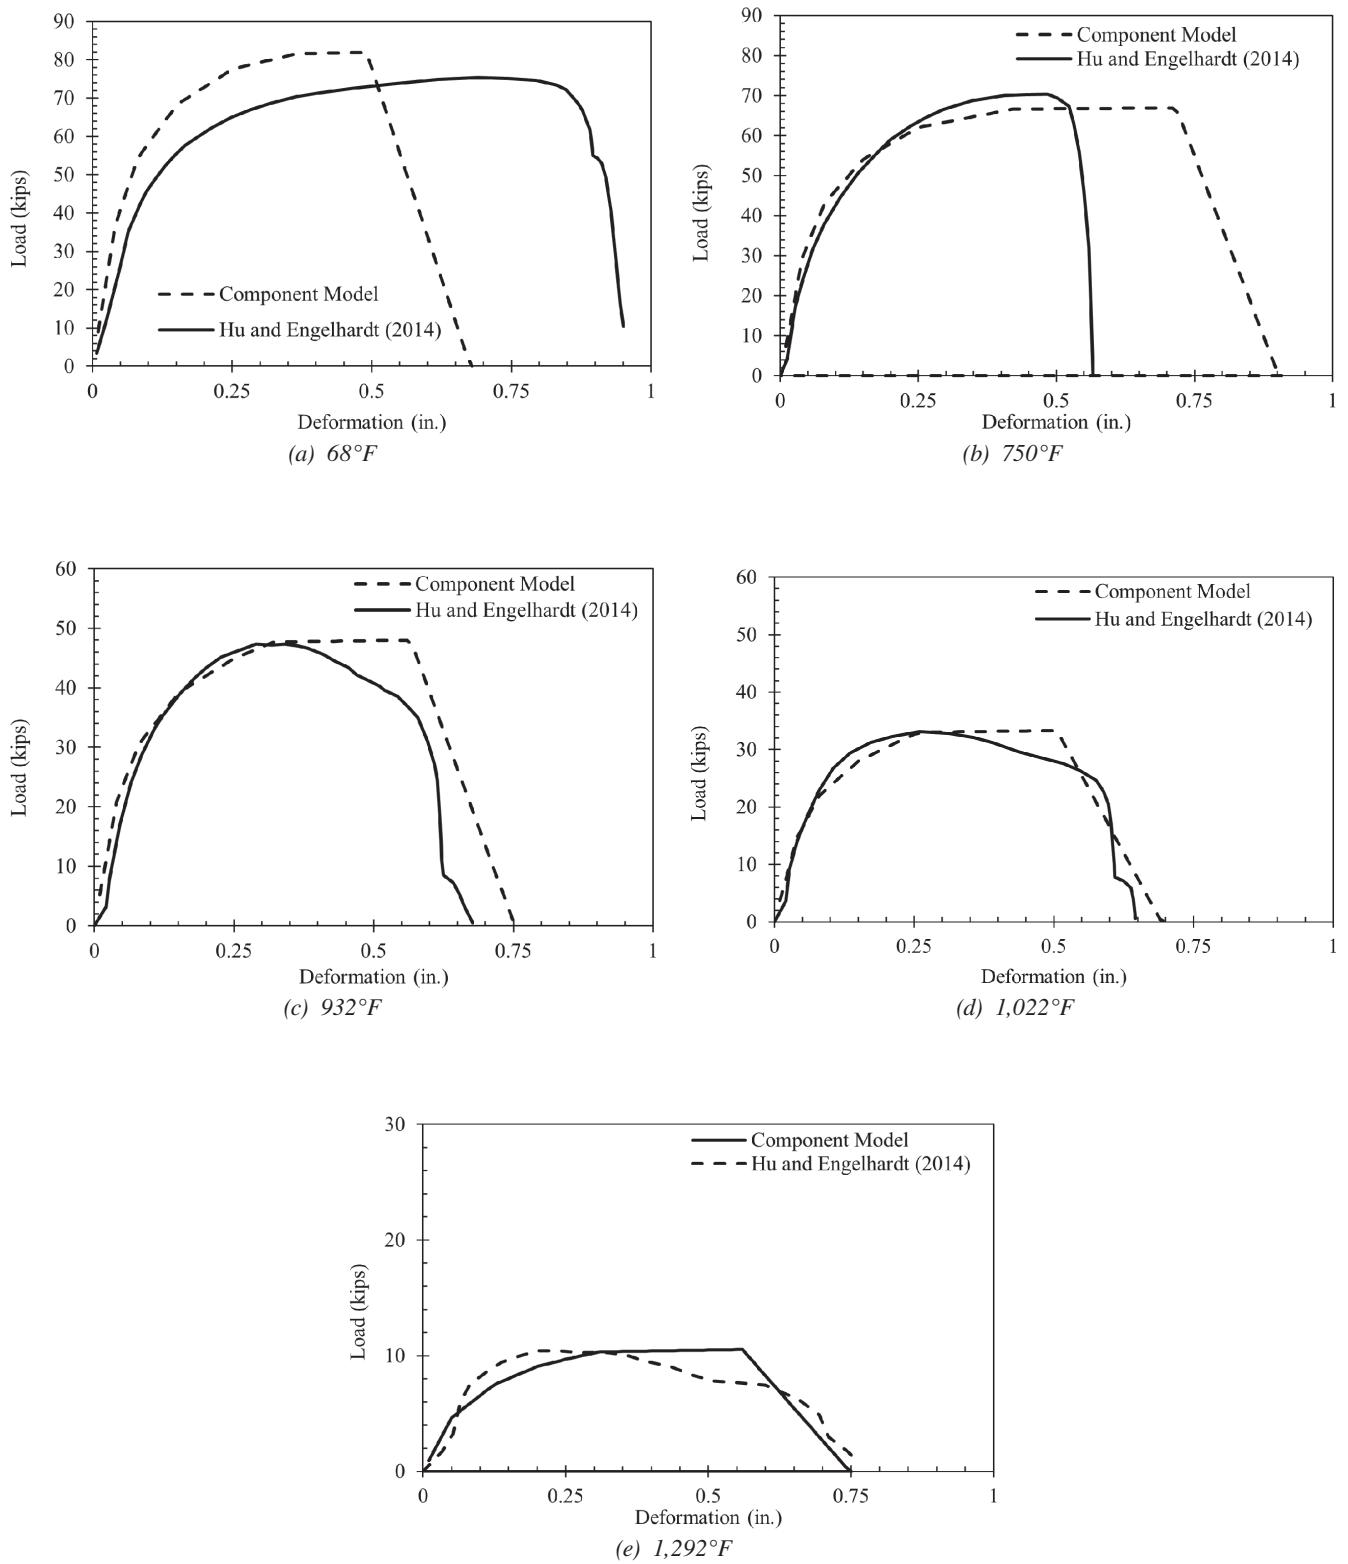 90
80
70
60
50
40
30
20
10
0
Load (kips)
Component Model
Hu and Engelhardt (2014)
0 0.25 0.5 0.75 1
Deformation (in.)
(a) 68°F
90
80
70
60
50
40
30
20
10
0
Load (kips)
Component Model
Hu and Engelhardt (2014)
0 0.25 0.5 0.75 1
Deformation (in.)
(b) 750°F
60
50
40
30
20
10
0
Load (kips)
Component Model
Hu and Engelhardt (2014)
0 0.25 0.5 0.75 1
Deformation (in.)
(c) 932°F
60
50
40
30
20
10
0
Load (kips)
Component Model
Hu and Engelhardt (2014)
0 0.25 0.5 0.75 1
Deformation (in.)
(d) 1,022°F
30
20
10
0
Load (kips)
Component Model
Hu and Engelhardt (2014)
0 0.25 0.5 0.75 1
Deformation (in.)
(e) 1,292°F